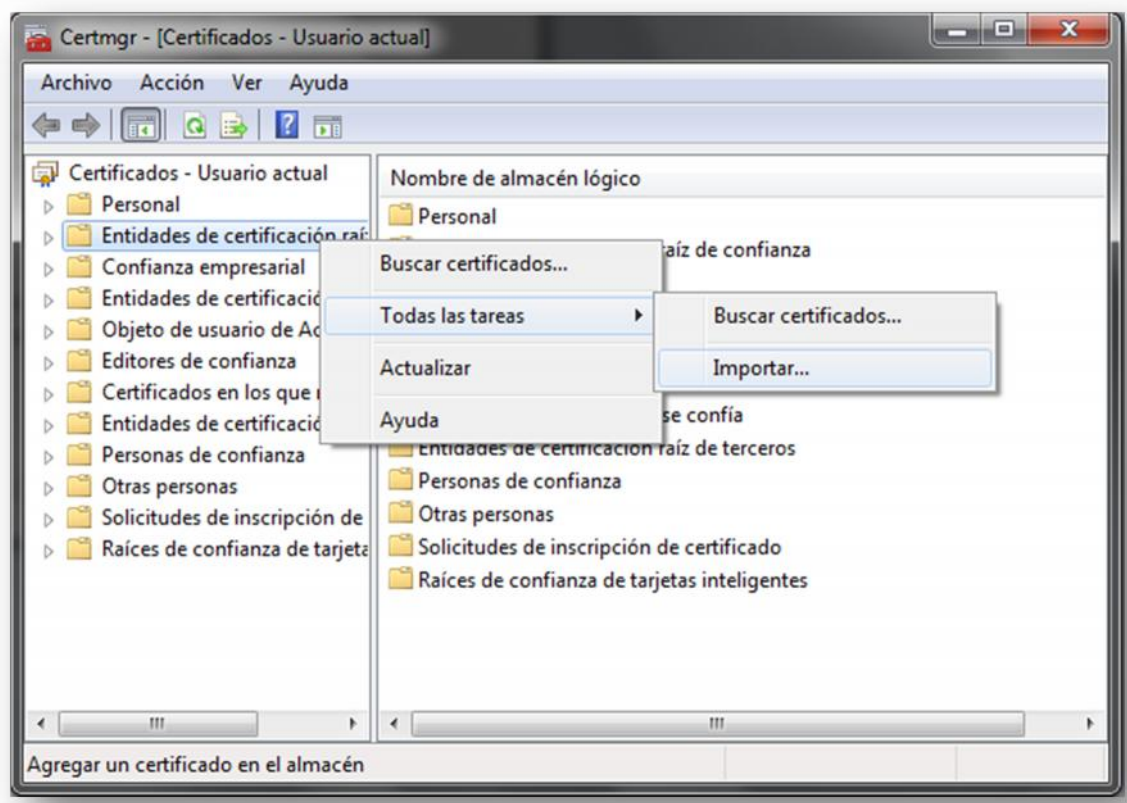 Certmgr - [Certificados - Usuario actual]
Archivo Acción Ver Ayuda
Certificados - Usuario actual
Personal
Entidades de certificación raí
Confianza empresarial
Entidades de certificació
Objeto de usuario de Ac
Editores de confianza
Certificados en los que
Entidades de certificació
Personas de confianza
Otras personas
Solicitudes de inscripción de
Raíces de confianza de tarjeta
Buscar certificados...
Todas las tareas
Actualizar
Ayuda
Buscar certificados...
Importar...
Nombre de almacén lógico
Personal
raíz de confianza
se confía
Entidades de certificación raíz de terceros
Personas de confianza
Otras personas
Solicitudes de inscripción de certificado
Raíces de confianza de tarjetas inteligentes
Agregar un certificado en el almacén